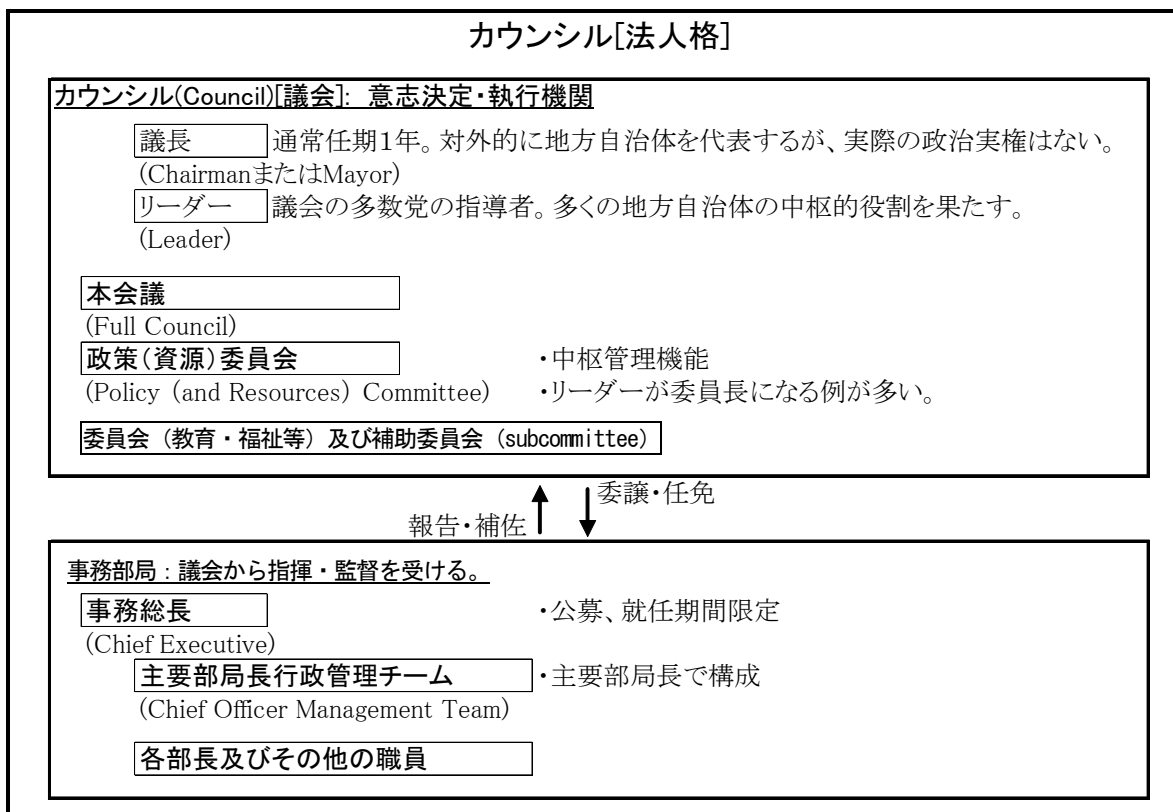 カウンシル[法人格]
カウンシル(Council)[議会]: 意志決定・執行機関
議長 通常任期1年。対外的に地方自治体を代表するが、実際の政治実権はない。
(ChairmanまたはMayor)
リーダー 議会の多数党の指導者。多くの地方自治体の中枢的役割を果たす。
(Leader)
本会議
(Full Council)
政策(資源)委員会 ・中枢管理機能
(Policy (and Resources) Committee) ・リーダーが委員長になる例が多い。
委員会(教育・福祉等)及び補助委員会(subcommittee)
委譲・任免
報告・補佐
事務部局:議会から指揮・監督を受ける。
事務総長 ・公募、就任期間限定
(Chief Executive)
主要部局長行政管理チーム ・主要部局長で構成
(Chief Officer Management Team)
各部長及びその他の職員